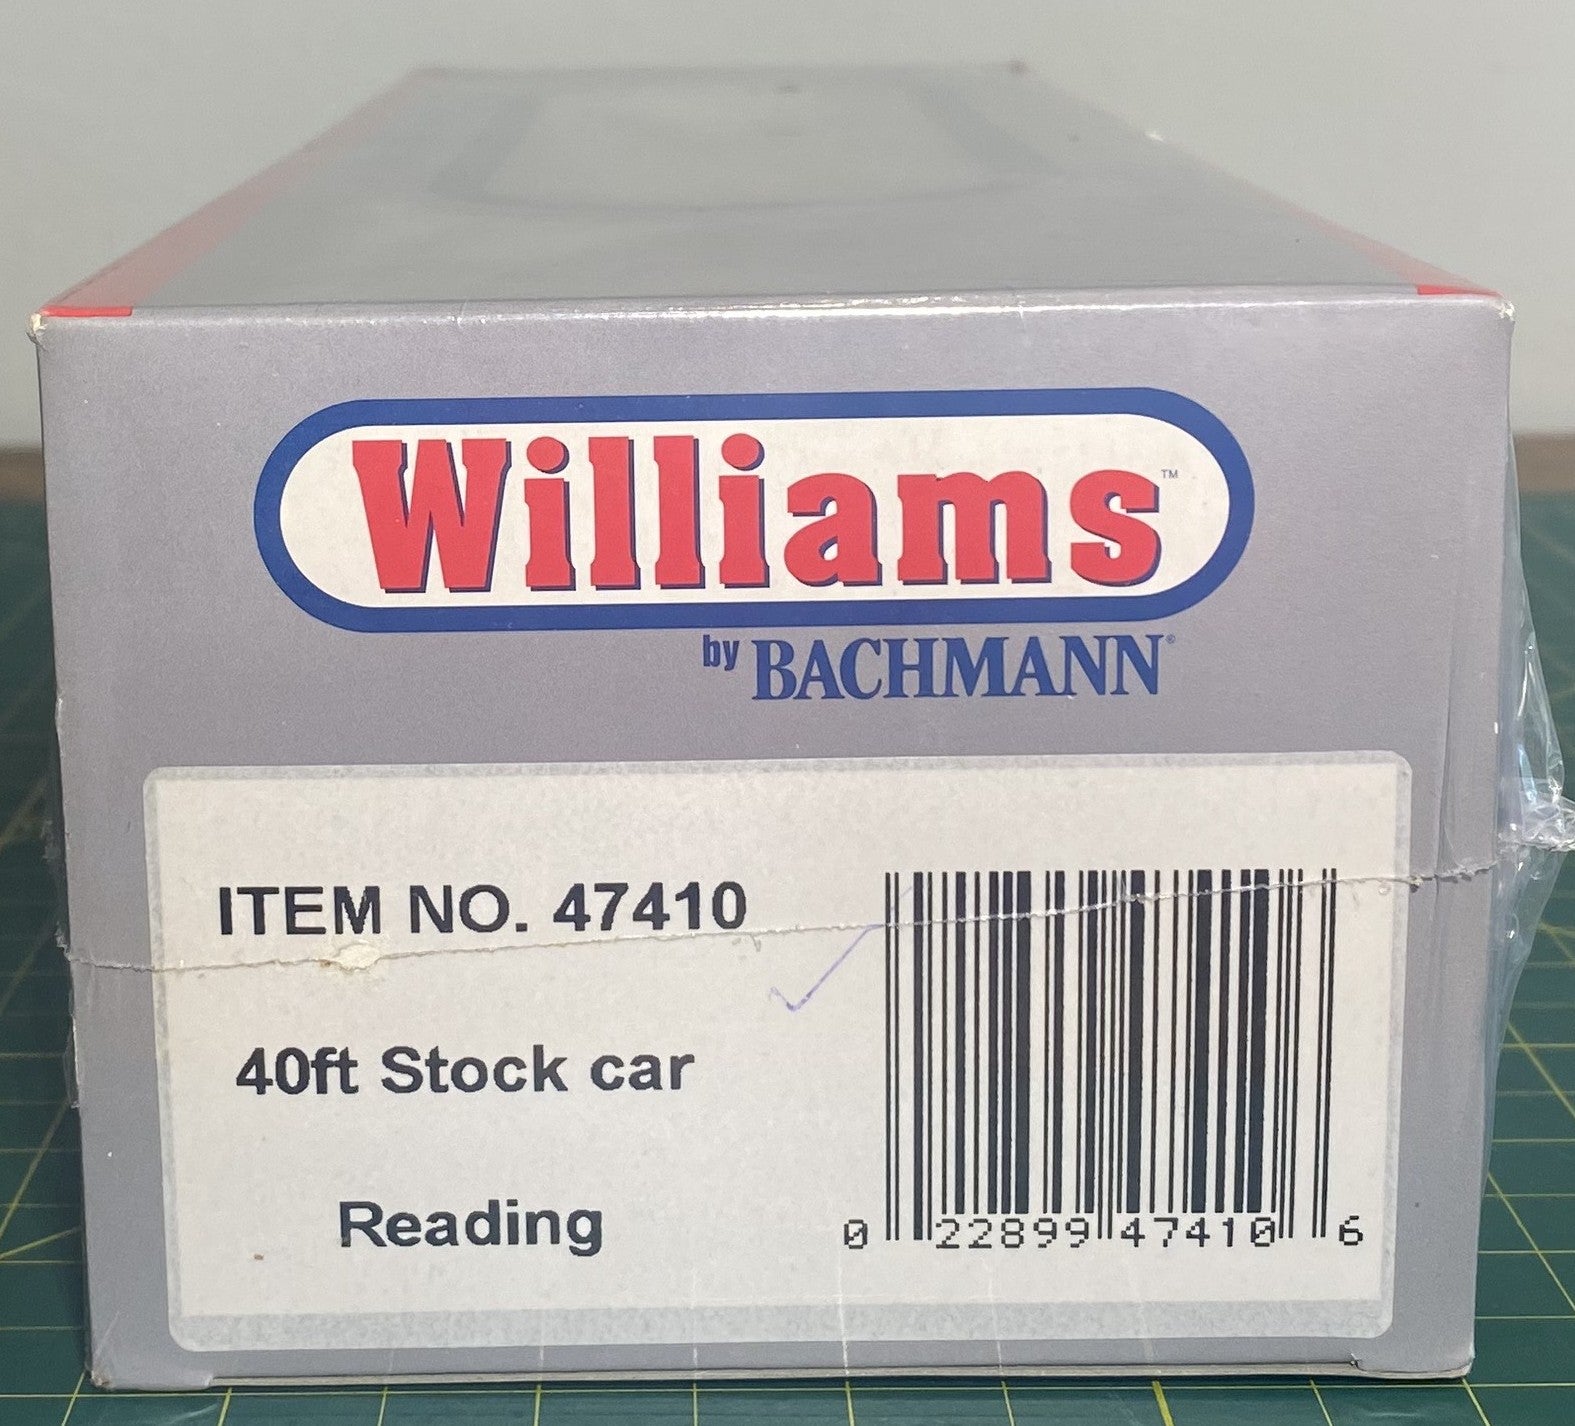 Williams™
by BACHMANN®
ITEM NO. 47410
40ft Stock car
Reading
0 22899 47410 6